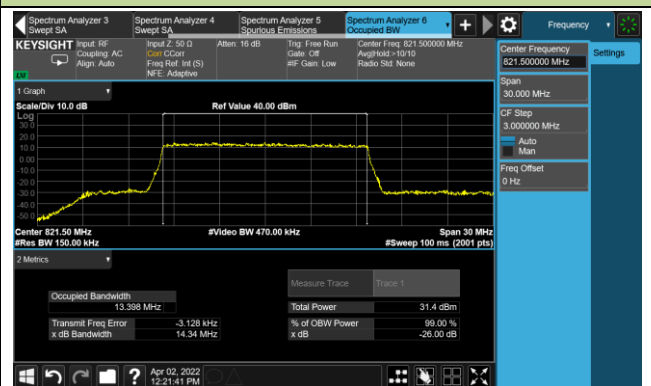 Spectrum Analyzer 3
Swept SA
Spectrum Analyzer 4
Swept SA
Spectrum Analyzer 5
Spurious Emissions
Spectrum Analyzer 6
Occupied BW
Frequency
KEYSIGHT
Input: RF
Coupling: AC
Align: Auto
Input Z: 50 Ω
Corr CCorr
Freq Ref: Int (S)
NFE: Adaptive
Atten: 16 dB
Trig: Free Run
Gate: Off
#IF Gain: Low
Center Freq: 821.500000 MHz
Avg|Hold:>10/10
Radio Std: None
LXI
Center Frequency
821.500000 MHz
Settings
Span
30.000 MHz
CF Step
3.000000 MHz
Auto
Man
Freq Offset
0 Hz
1 Graph
Scale/Div 10.0 dB
Ref Value 40.00 dBm
Log
30.0
20.0
10.0
0.00
-10.0
-20.0
-30.0
-40.0
-50.0
Center 821.50 MHz
#Video BW 470.00 kHz
Span 30 MHz
#Res BW 150.00 kHz
#Sweep 100 ms (2001 pts)
2 Metrics
Measure Trace
Trace 1
Occupied Bandwidth
13.398 MHz
Total Power
31.4 dBm
Transmit Freq Error
-3.128 kHz
% of OBW Power
99.00 %
x dB Bandwidth
14.34 MHz
x dB
-26.00 dB
Apr 02, 2022
12:21:41 PM